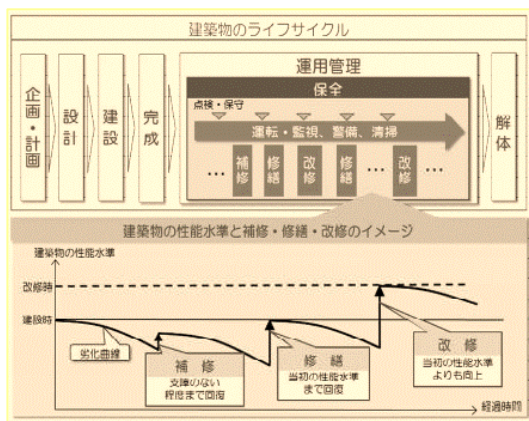 建築物のライフサイクル
企画・計画
設計
建設
完成
運用管理
保全
点検・保守
運転・監視、警備、清掃
… 補修 修繕 改修 修繕 … 改修 …
解体
建築物の性能水準と補修・修繕・改修のイメージ
建築物の性能水準
改修時
建設時
劣化曲線
補 修
支障のない
程度まで回復
修 繕
当初の性能水準
まで回復
改 修
当初の性能水準
よりも向上
経過時間